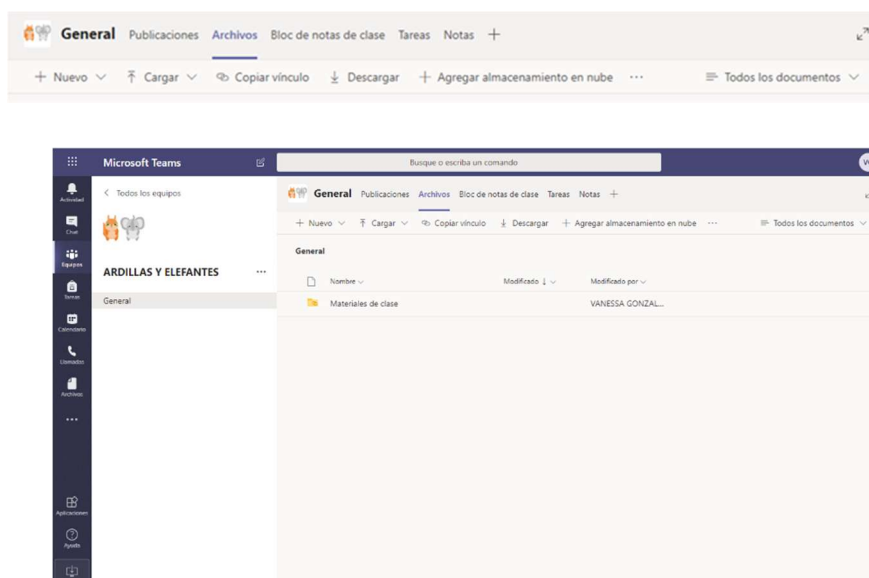 General Publicaciones Archivos Bloc de notas de clase Tareas Notas +
+ Nuevo Cargar Copiar vínculo Descargar + Agregar almacenamiento en nube ... Todos los documentos
Microsoft Teams Busque o escriba un comando
Actividad
Chat
Equipos
Tareas
Calendario
Llamadas
Archivos
...
Aplicaciones
Ayuda
< Todos los equipos
ARDILLAS Y ELEFANTES ...
General
General Publicaciones Archivos Bloc de notas de clase Tareas Notas +
+ Nuevo Cargar Copiar vínculo Descargar + Agregar almacenamiento en nube ... Todos los documentos
General
Nombre Modificado ↓ Modificado por
Materiales de clase VANESSA GONZAL...